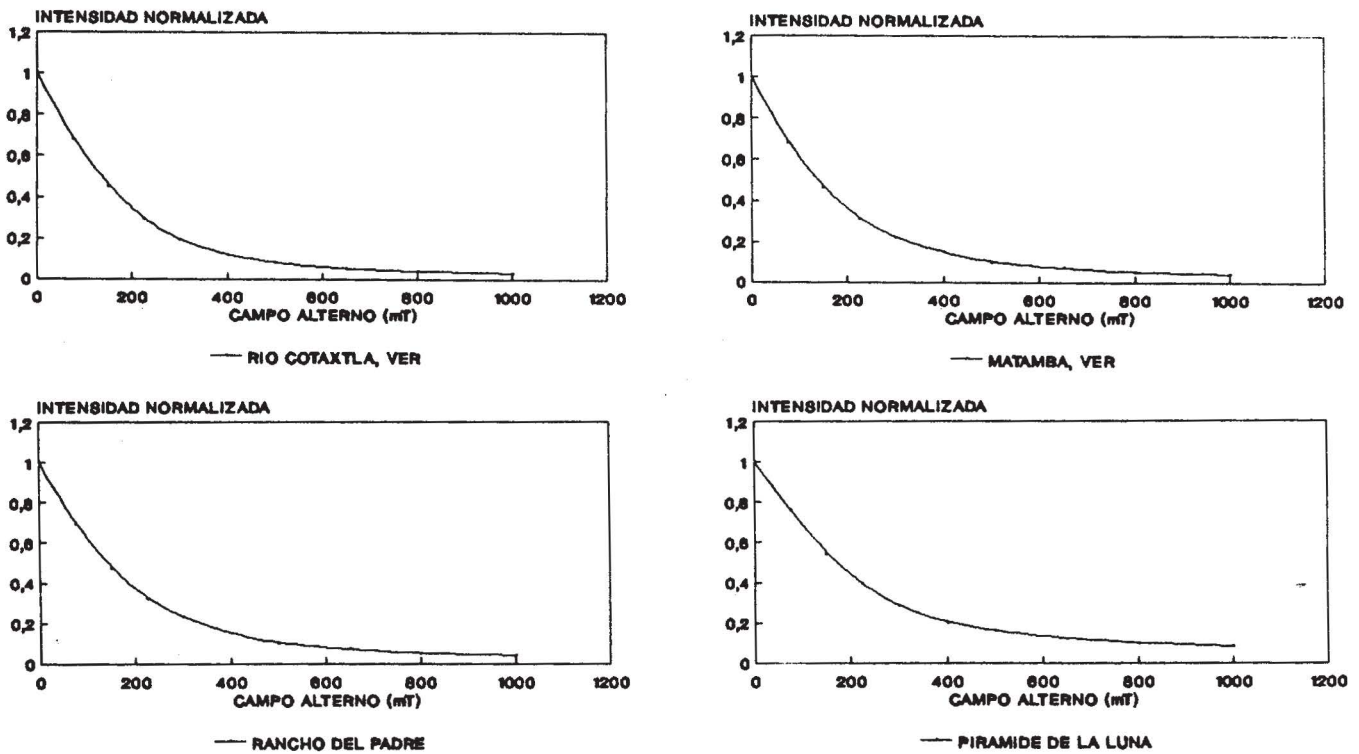 INTENSIDAD NORMALIZADA
1,2
1
0,8
0,6
0,4
0,2
0
0 200 400 600 800 1000 1200
CAMPO ALTERNO (mT)
RIO COTAXTLA, VER
INTENSIDAD NORMALIZADA
1,2
1
0,8
0,6
0,4
0,2
0
0 200 400 600 800 1000 1200
CAMPO ALTERNO (mT)
MATAMBA, VER
INTENSIDAD NORMALIZADA
1,2
1
0,8
0,6
0,4
0,2
0
0 200 400 600 800 1000 1200
CAMPO ALTERNO (mT)
RANCHO DEL PADRE
INTENSIDAD NORMALIZADA
1,2
1
0,8
0,6
0,4
0,2
0
0 200 400 600 800 1000 1200
CAMPO ALTERNO (mT)
PIRAMIDE DE LA LUNA